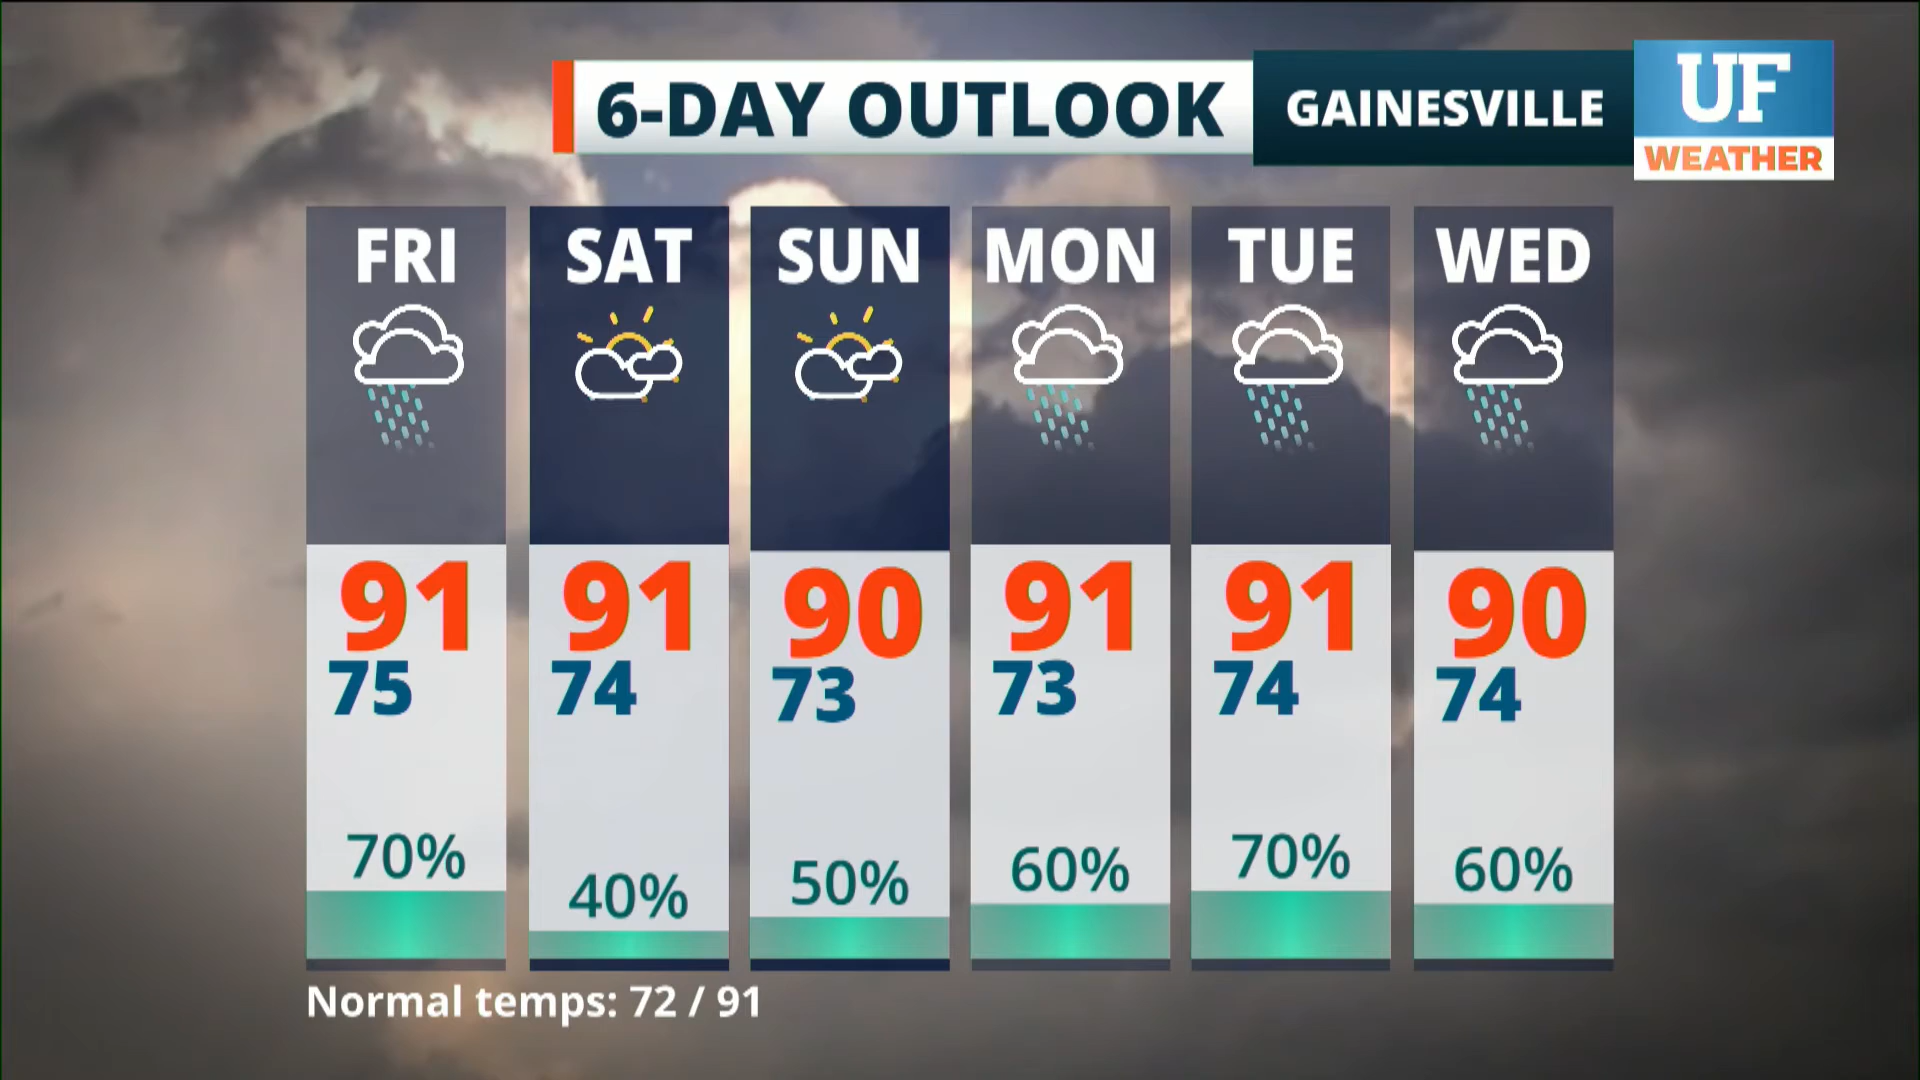 6-DAY OUTLOOK
GAINESVILLE
UF
WEATHER
FRI SAT SUN MON TUE WED
91 91 90 91 91 90
75 74 73 73 74 74
70% 40% 50% 60% 70% 60%
Normal temps: 72 / 91